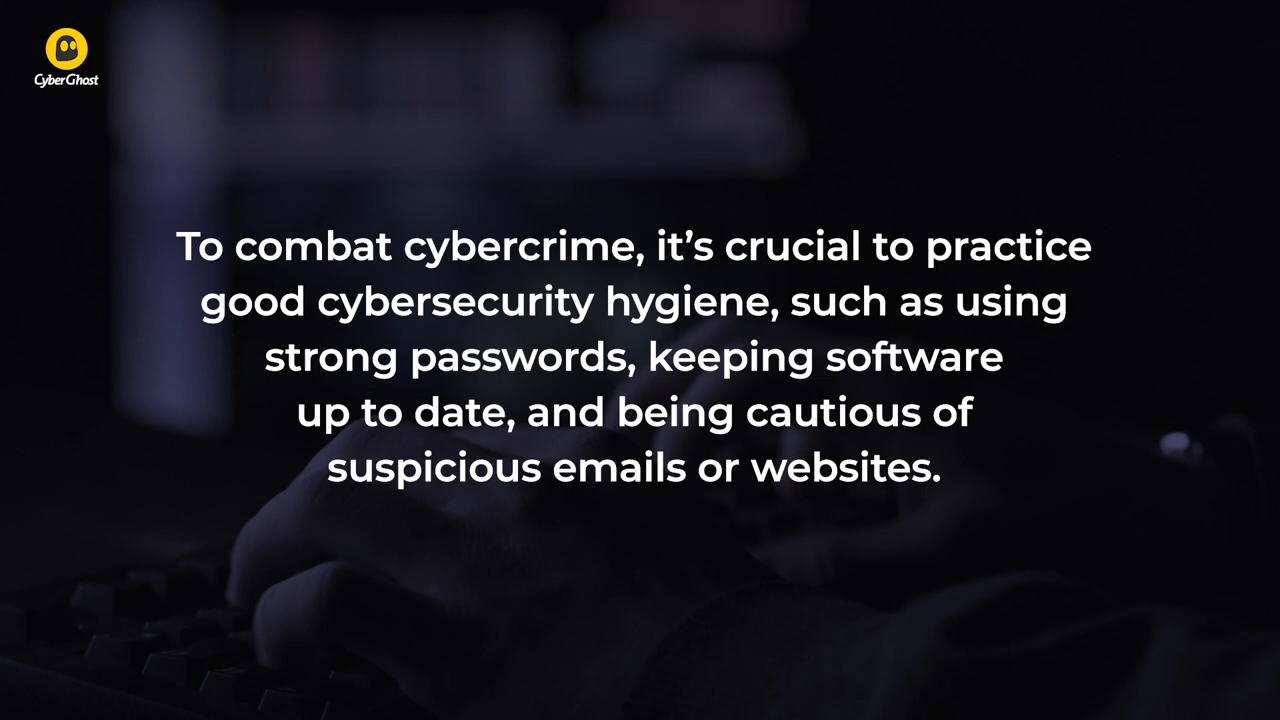 CyberGhost
To combat cybercrime, it’s crucial to practice
good cybersecurity hygiene, such as using
strong passwords, keeping software
up to date, and being cautious of
suspicious emails or websites.